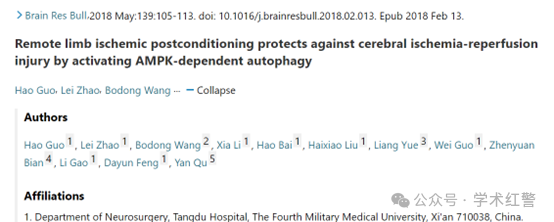 > Brain Res Bull. 2018 May:139:105-113. doi: 10.1016/j.brainresbull.2018.02.013. Epub 2018 Feb 13.
Remote limb ischemic postconditioning protects against cerebral ischemia-reperfusion
injury by activating AMPK-dependent autophagy
Hao Guo, Lei Zhao, Bodong Wang ··· — Collapse
Authors
Hao Guo 1, Lei Zhao 1, Bodong Wang 2, Xia Li 1, Hao Bai 1, Haixiao Liu 1, Liang Yue 3, Wei Guo 1, Zhenyuan
Bian 4, Li Gao 1, Dayun Feng 1, Yan Qu 5
Affiliations
1. Department of Neurosurgery, Tangdu Hospital, The Fourth Military Medical University, Xi'an 710038, China.
公众号 · 学术红警